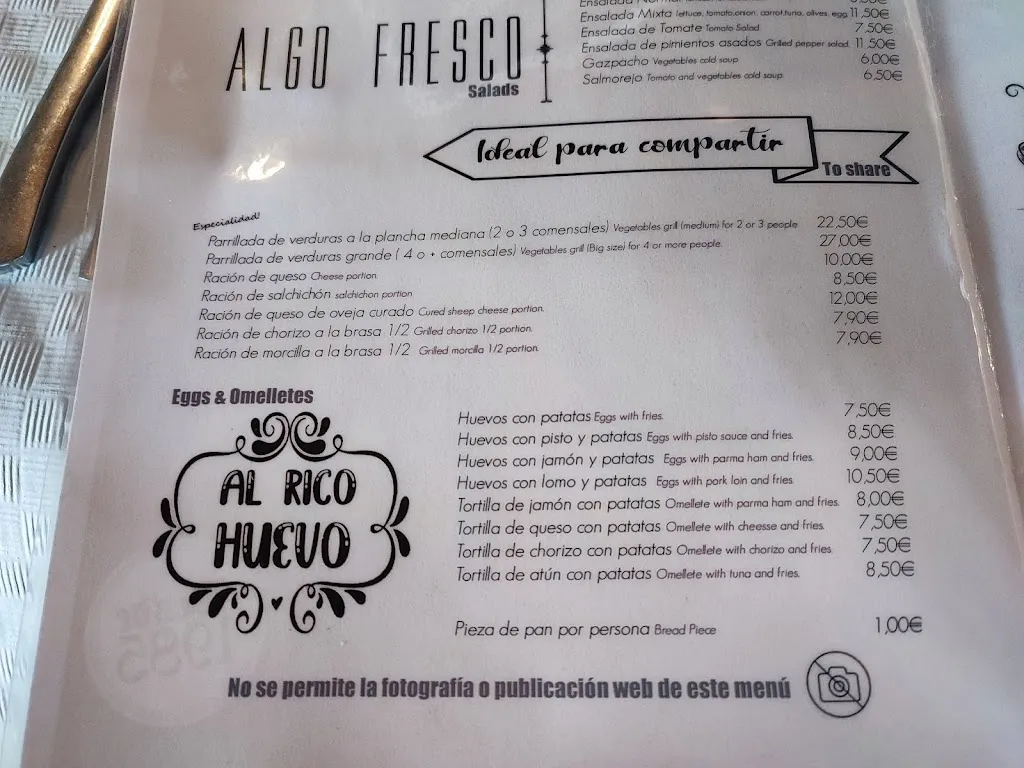 ALGO FRESCO
Salads
Ensalada Mixta lettuce, tomato,onion, carrot,tuna, olives, egg 11,50€
Ensalada de Tomate Tomato Salad 7,50€
Ensalada de pimientos asados Grilled pepper salad. 11,50€
Gazpacho Vegetables cold soup 6,00€
Salmorejo Tomato and vegetables cold soup 6,50€
Ideal para compartir
To share
Especialidad!
Parrillada de verduras a la plancha mediana (2 o 3 comensales) Vegetables grill (medium) for 2 or 3 people 22,50€
Parrillada de verduras grande ( 4 o + comensales) Vegetables grill (Big size) for 4 or more people. 27,00€
Ración de queso Cheese portion 10,00€
Ración de salchichón salchichon portion 8,50€
Ración de queso de oveja curado Cured sheep cheese portion. 12,00€
Ración de chorizo a la brasa 1/2 Grilled chorizo 1/2 portion. 7,90€
Ración de morcilla a la brasa 1/2 Grilled morcilla 1/2 portion. 7,90€
Eggs & Omelletes
AL RICO
HUEVO
Huevos con patatas Eggs with fries. 7,50€
Huevos con pisto y patatas Eggs with pisto sauce and fries. 8,50€
Huevos con jamón y patatas Eggs with parma ham and fries. 9,00€
Huevos con lomo y patatas Eggs with pork loin and fries. 10,50€
Tortilla de jamón con patatas Omellete with parma ham and fries. 8,00€
Tortilla de queso con patatas Omellete with cheesse and fries. 7,50€
Tortilla de chorizo con patatas Omellete with chorizo and fries. 7,50€
Tortilla de atún con patatas Omellete with tuna and fries. 8,50€
Pieza de pan por persona Bread Piece 1,00€
No se permite la fotografía o publicación web de este menú